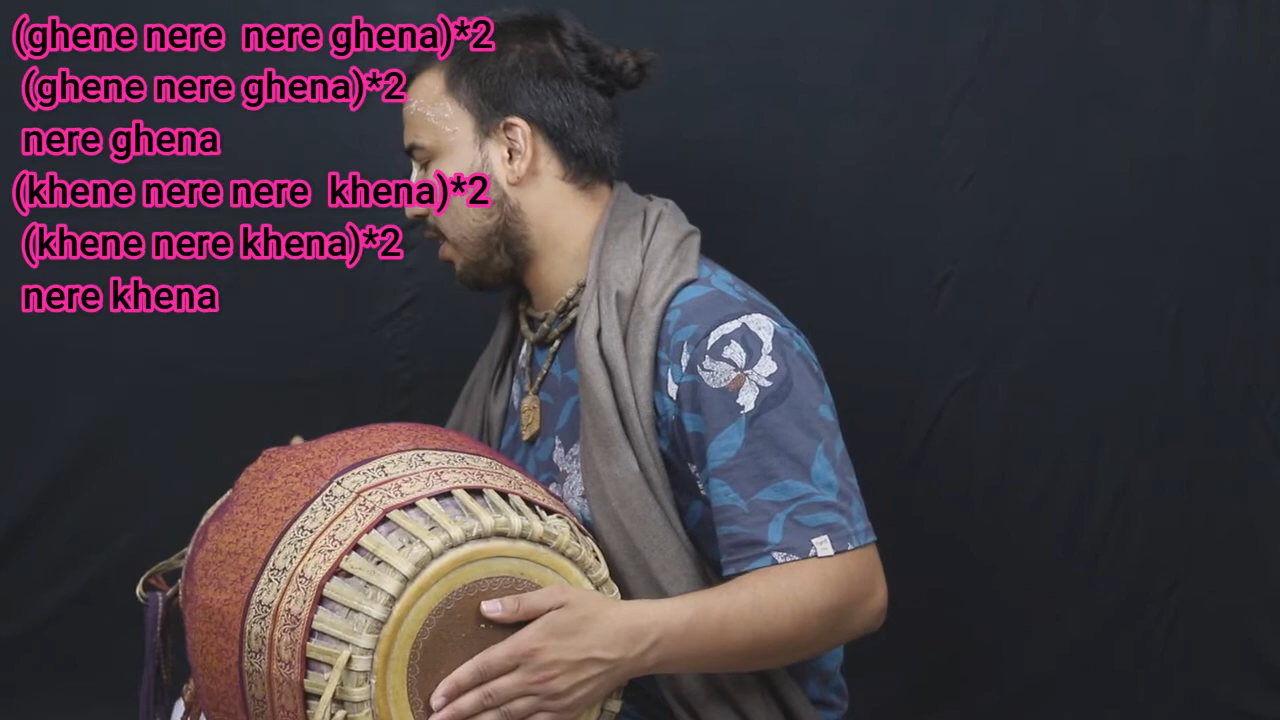 (ghene nere  nere ghena)*2
(ghene nere ghena)*2
nere ghena
(khene nere nere  khena)*2
(khene nere khena)*2
nere khena